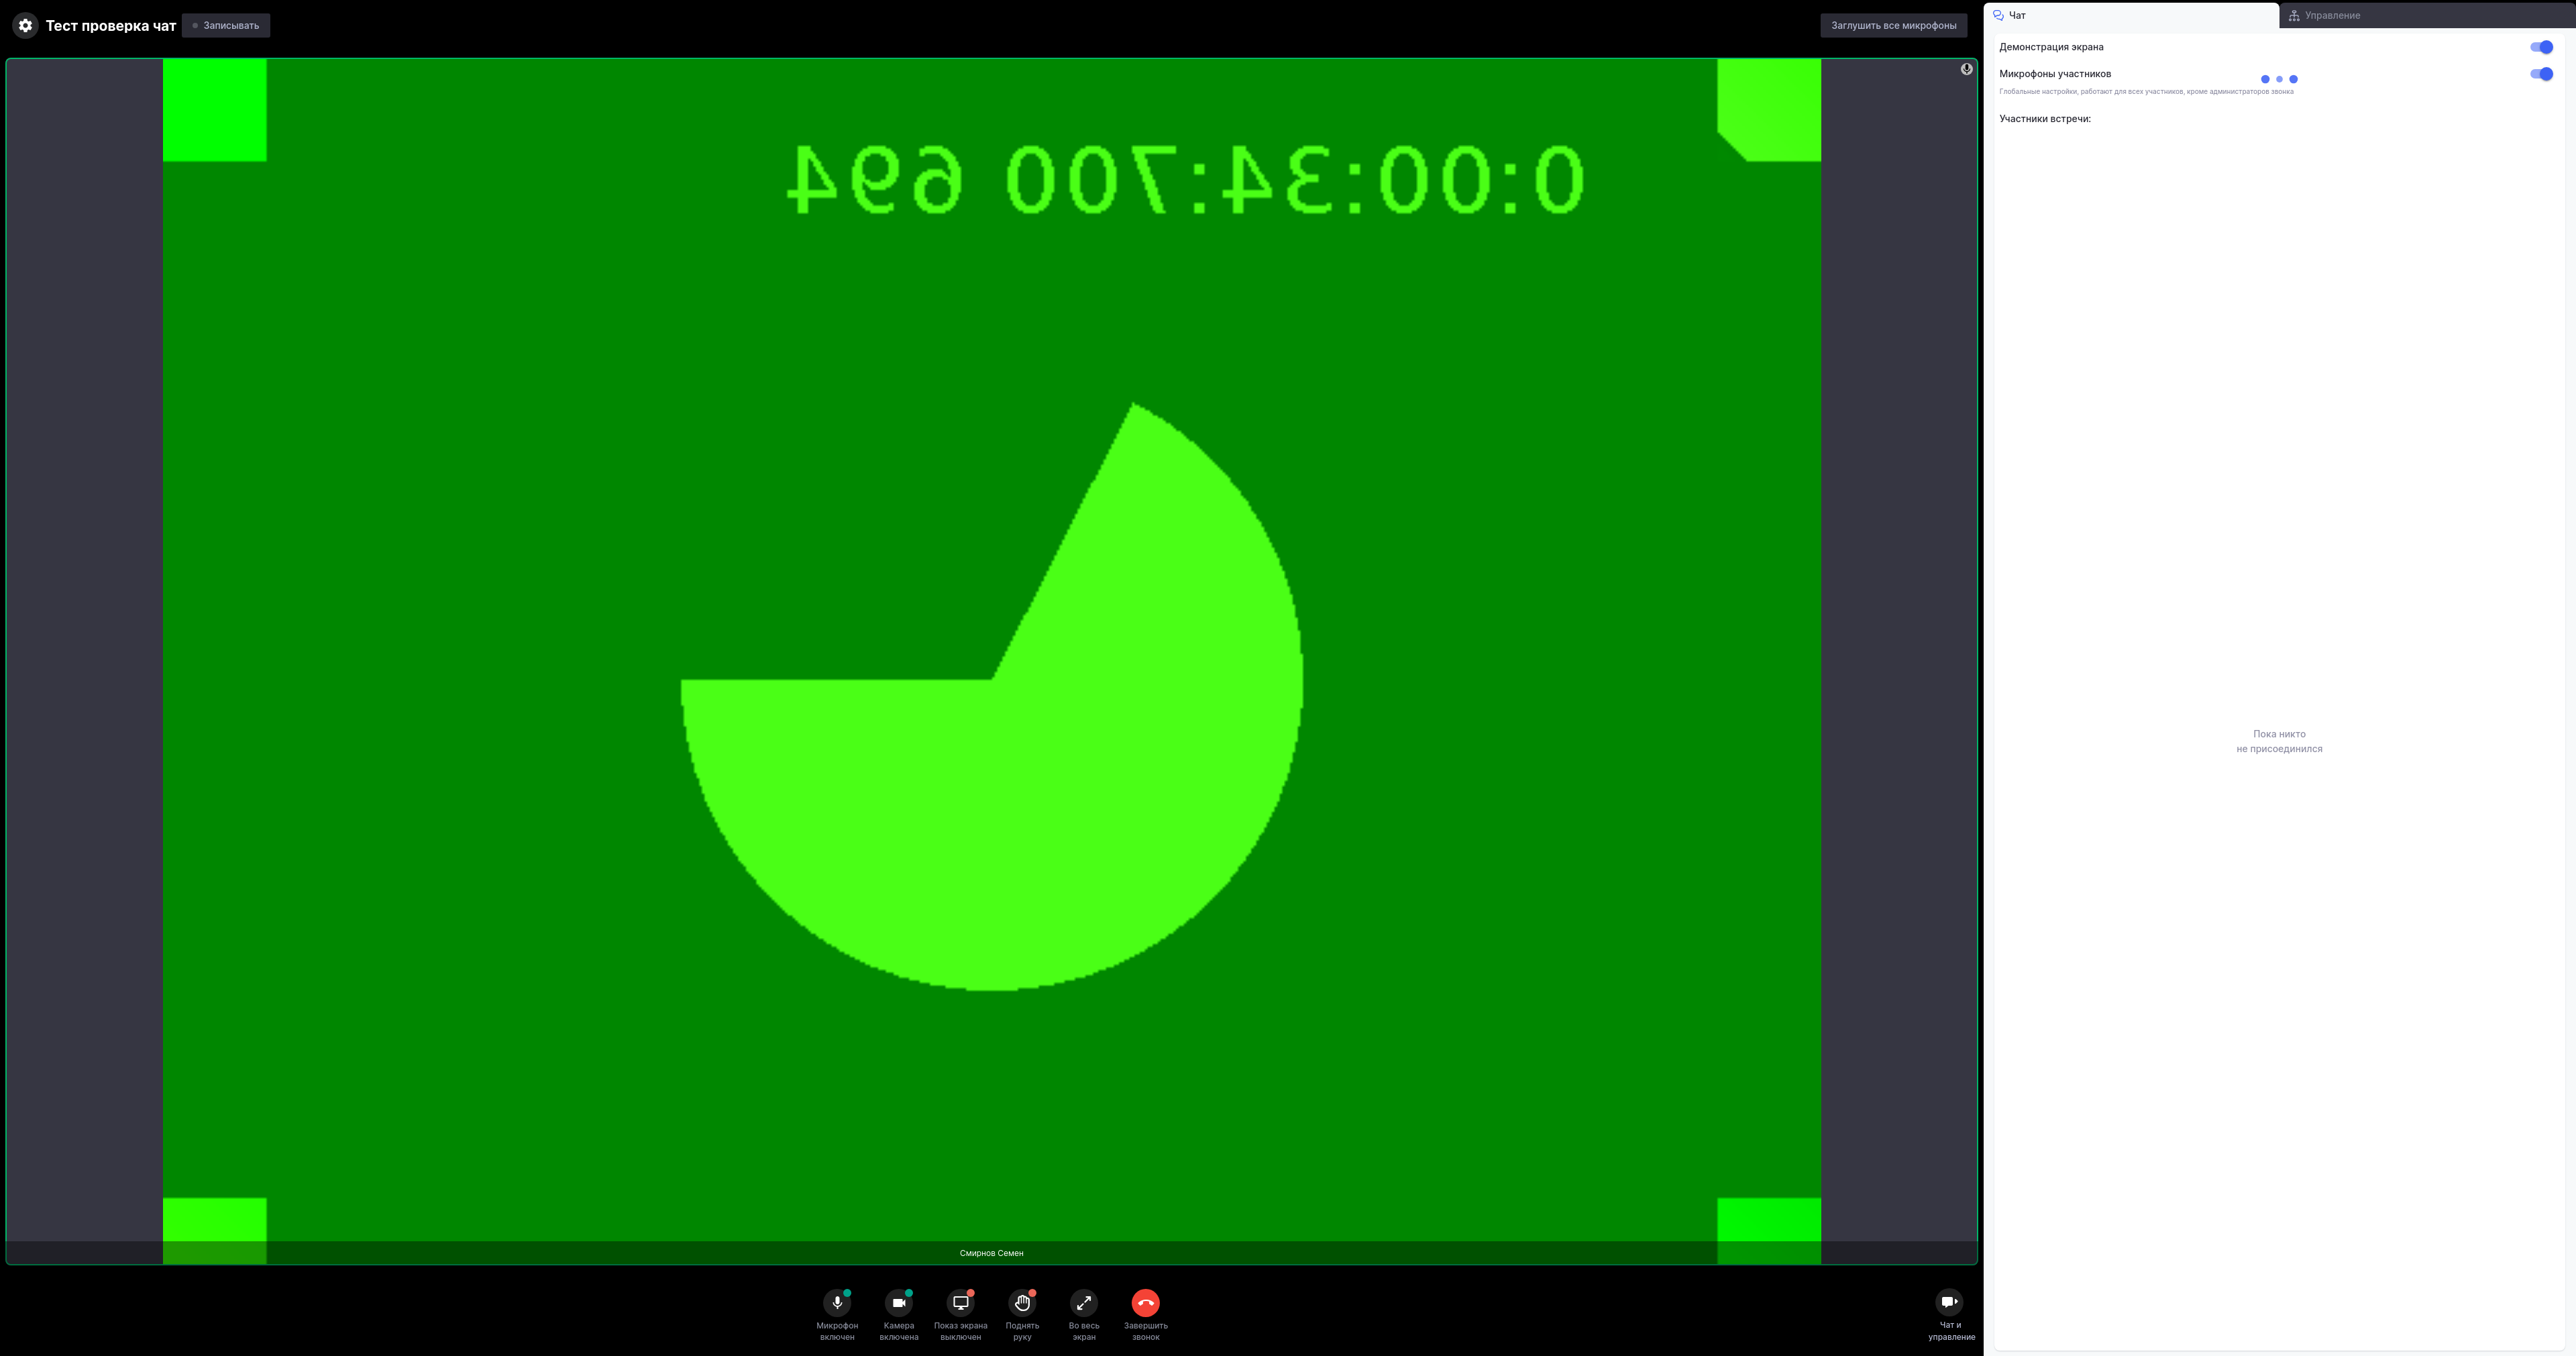 Тест проверка чат
Записывать
Заглушить все микрофоны
Чат
Управление
Демонстрация экрана
Микрофоны участников
Глобальные настройки, работают для всех участников, кроме администраторов звонка
Участники встречи:
0:00:34:700 694
Пока никто
не присоединился
Смирнов Семен
Микрофон
включен
Камера
включена
Показ экрана
выключен
Поднять
руку
Во весь
экран
Завершить
звонок
Чат и
управление